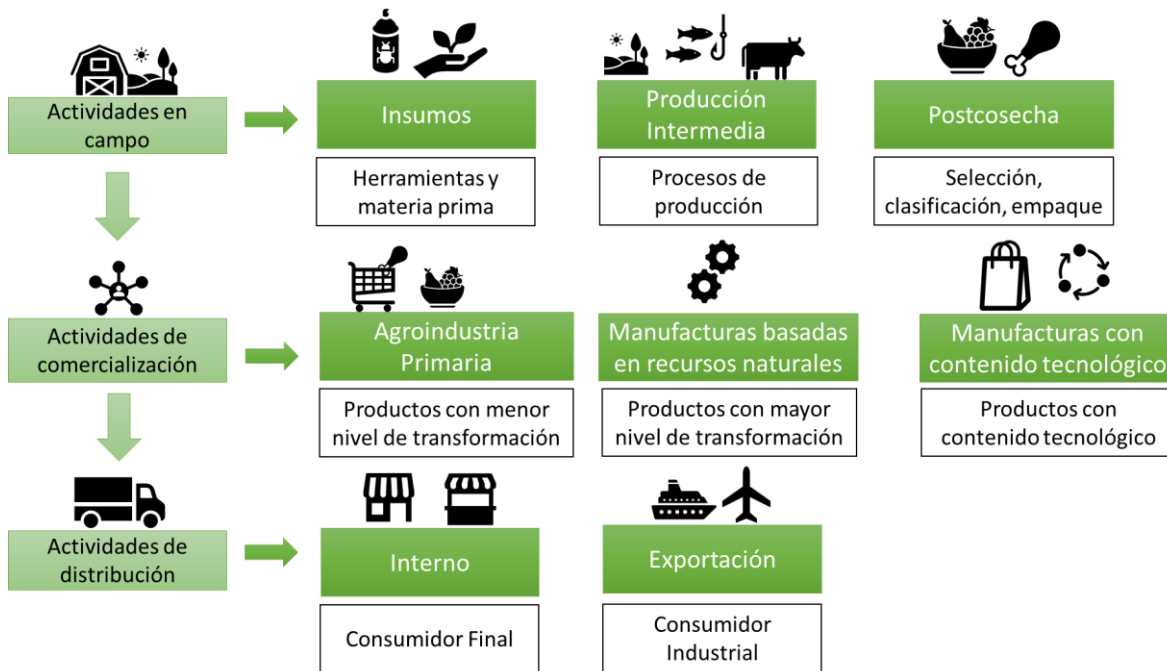 Actividades en
campo
Insumos
Herramientas y
materia prima
Producción
Intermedia
Procesos de
producción
Postcosecha
Selección,
clasificación, empaque
Actividades de
comercialización
Agroindustria
Primaria
Productos con menor
nivel de transformación
Manufacturas basadas
en recursos naturales
Productos con mayor
nivel de transformación
Manufacturas con
contenido tecnológico
Productos con
contenido tecnológico
Actividades de
distribución
Interno
Consumidor Final
Exportación
Consumidor
Industrial